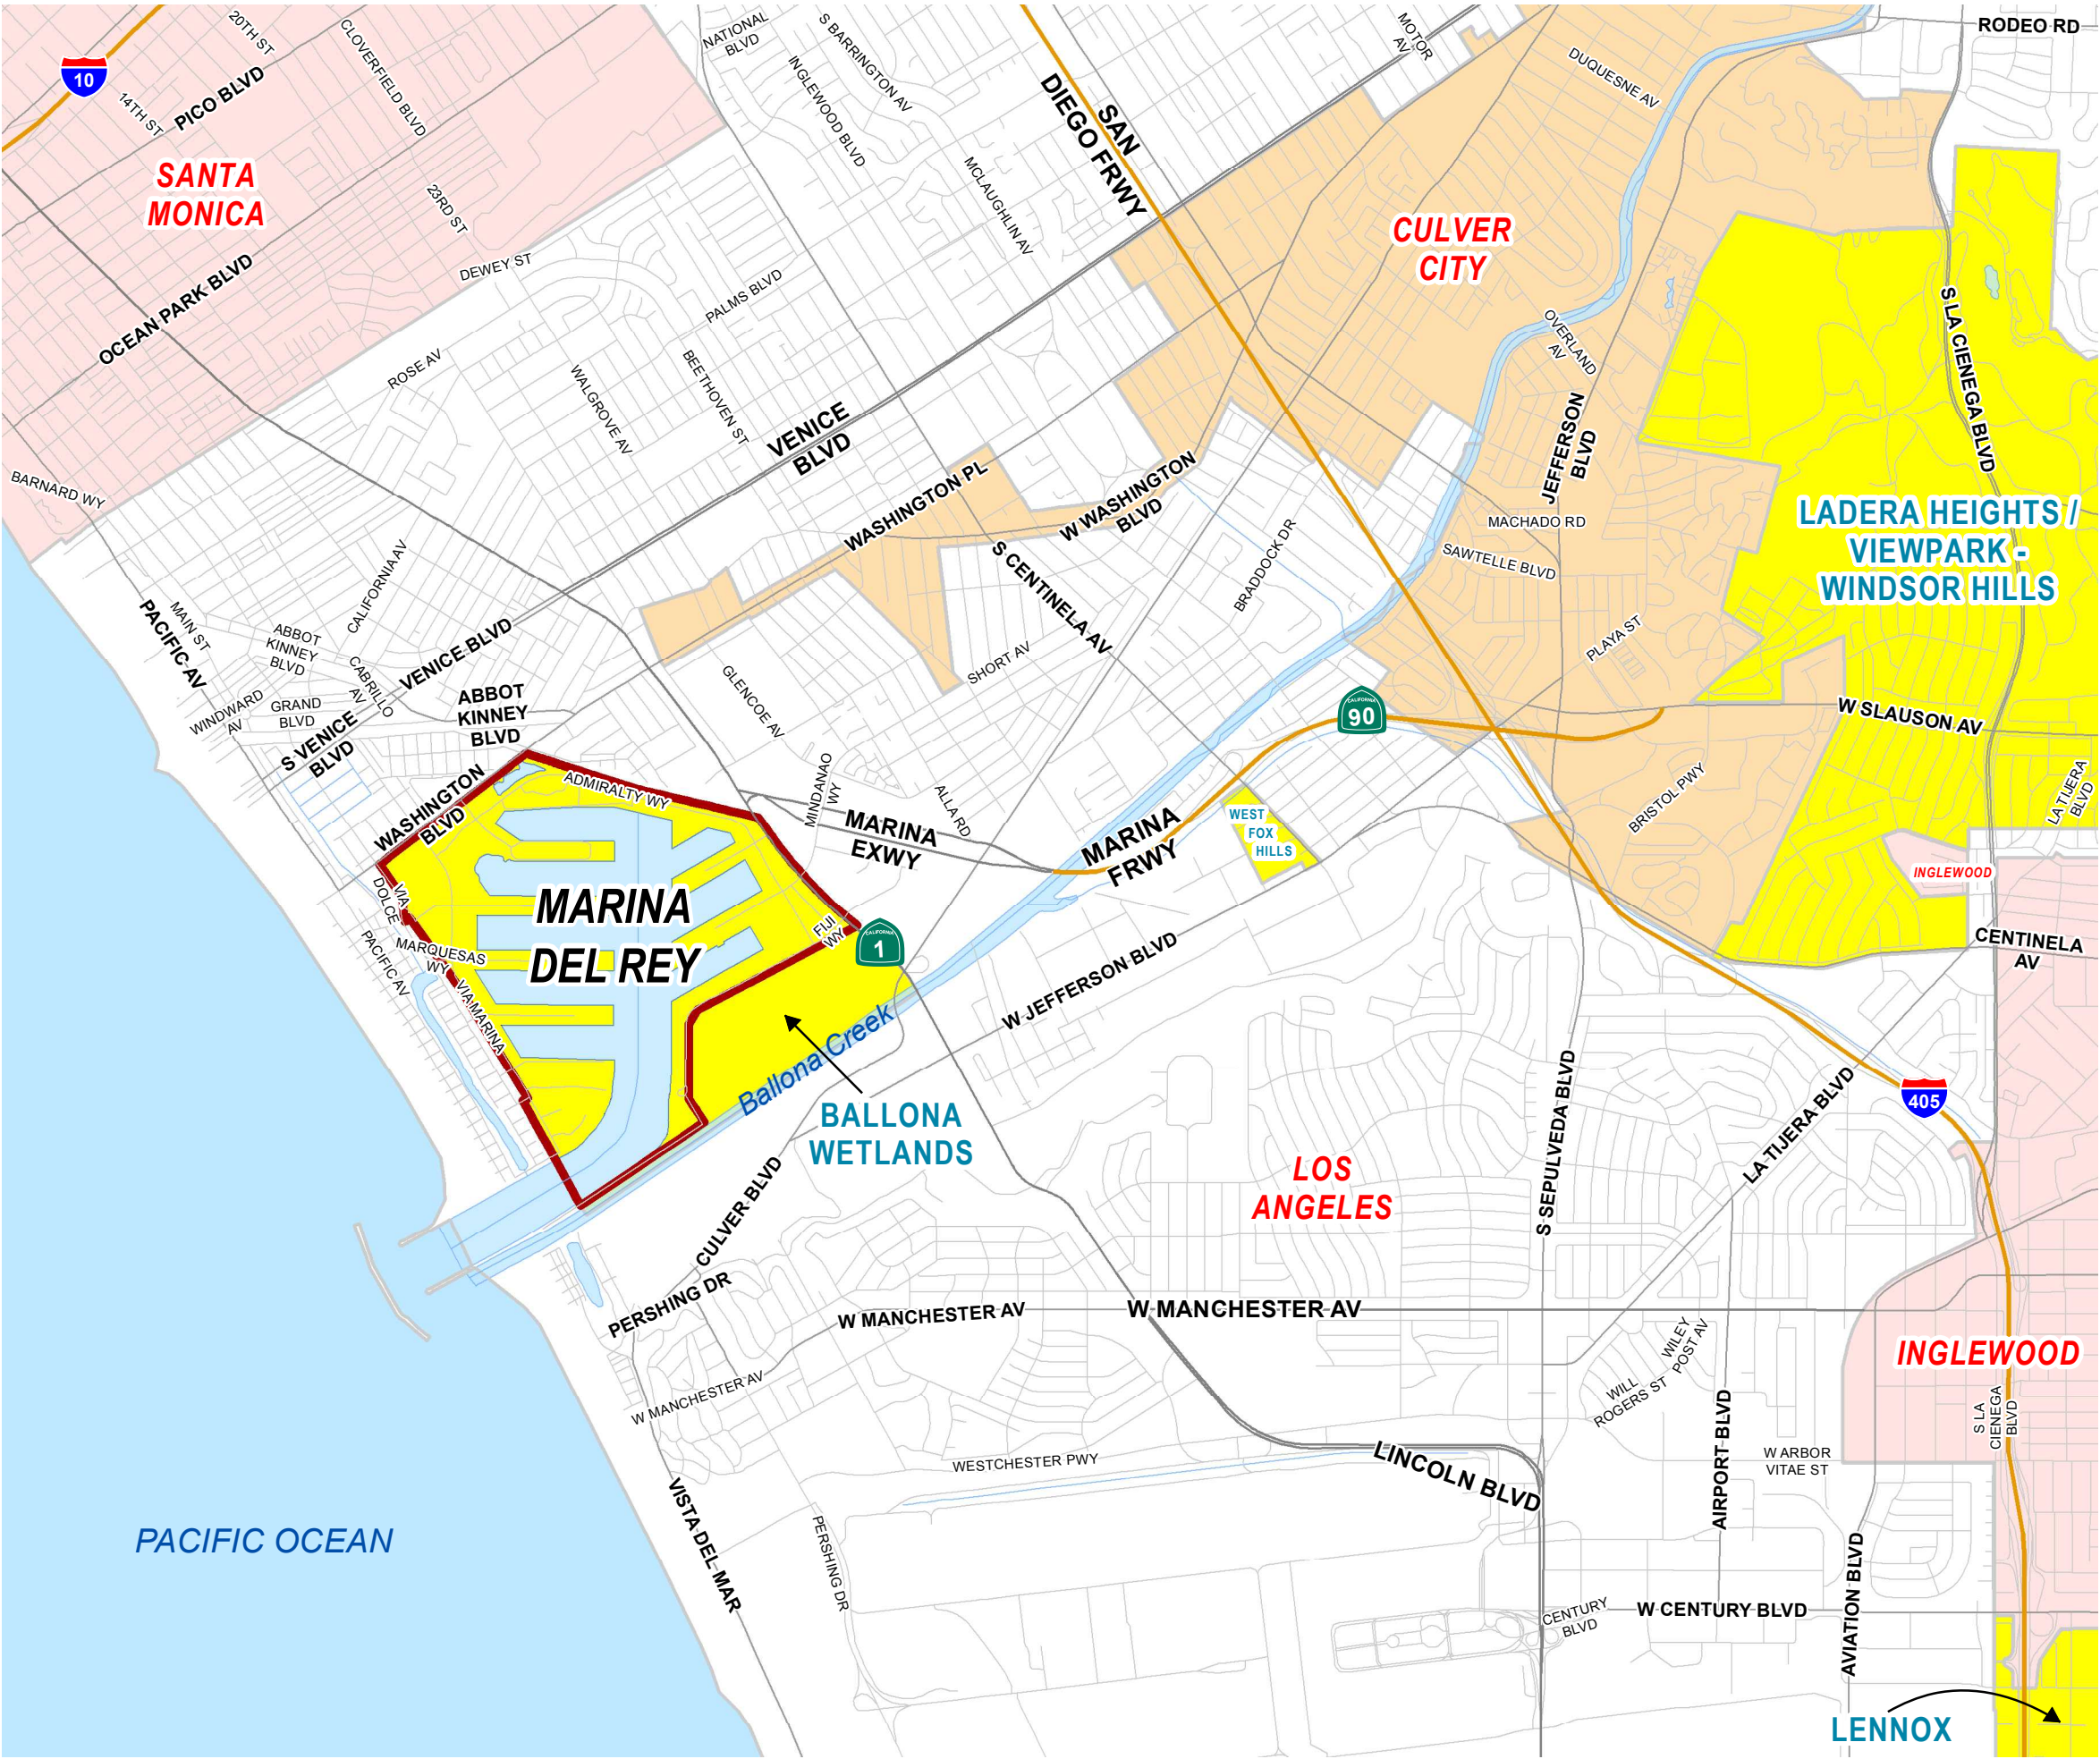 RODEO RD
20TH ST
CLOVERFIELD BLVD
NATIONAL
BLVD
S BARRINGTON AV
INGLEWOOD BLVD
MOTOR
AV
DUQUESNE AV
10
14TH ST
PICO BLVD
SAN
DIEGO FRWY
SANTA
MONICA
23RD ST
MCLAUGHLIN AV
CULVER
CITY
OCEAN PARK BLVD
DEWEY ST
PALMS BLVD
S LA CIENEGA BLVD
OVERLAND
AV
ROSE AV
WALGROVE AV
BEETHOVEN ST
VENICE
BLVD
JEFFERSON
BLVD
BARNARD WY
WASHINGTON PL
W WASHINGTON
BLVD
MACHADO RD
LADERA HEIGHTS /
VIEWPARK -
WINDSOR HILLS
S CENTINELA AV
BRADDOCK DR
SAWTELLE BLVD
CALIFORNIA AV
PACIFIC AV
MAIN ST
ABBOT
KINNEY
BLVD
CABRILLO
AV
VENICE BLVD
SHORT AV
PLAYA ST
WINDWARD
AV
GRAND
BLVD
ABBOT
KINNEY
BLVD
GLENCOE AV
90
CALIFORNIA
W SLAUSON AV
S VENICE
BLVD
WASHINGTON
BLVD
ADMIRALTY WY
MINDANAO
WY
ALLA RD
MARINA
EXWY
MARINA
FRWY
WEST
FOX
HILLS
BRISTOL PWY
LA TIJERA
BLVD
INGLEWOOD
VIA
DOLCE
MARINA
DEL REY
FIJI
WY
CALIFORNIA
1
PACIFIC AV
MARQUESAS
WY
VIA MARINA
W JEFFERSON BLVD
CENTINELA
AV
Ballona Creek
BALLONA
WETLANDS
S SEPULVEDA BLVD
LA TIJERA BLVD
405
LOS
ANGELES
CULVER BLVD
PERSHING DR
W MANCHESTER AV
W MANCHESTER AV
W MANCHESTER AV
WILEY
POST AV
WILL
ROGERS ST
INGLEWOOD
S LA
CIENEGA
BLVD
WESTCHESTER PWY
LINCOLN BLVD
AIRPORT BLVD
W ARBOR
VITAE ST
PACIFIC OCEAN
VISTA DEL MAR
PERSHING DR
CENTURY
BLVD
W CENTURY BLVD
AVIATION BLVD
LENNOX